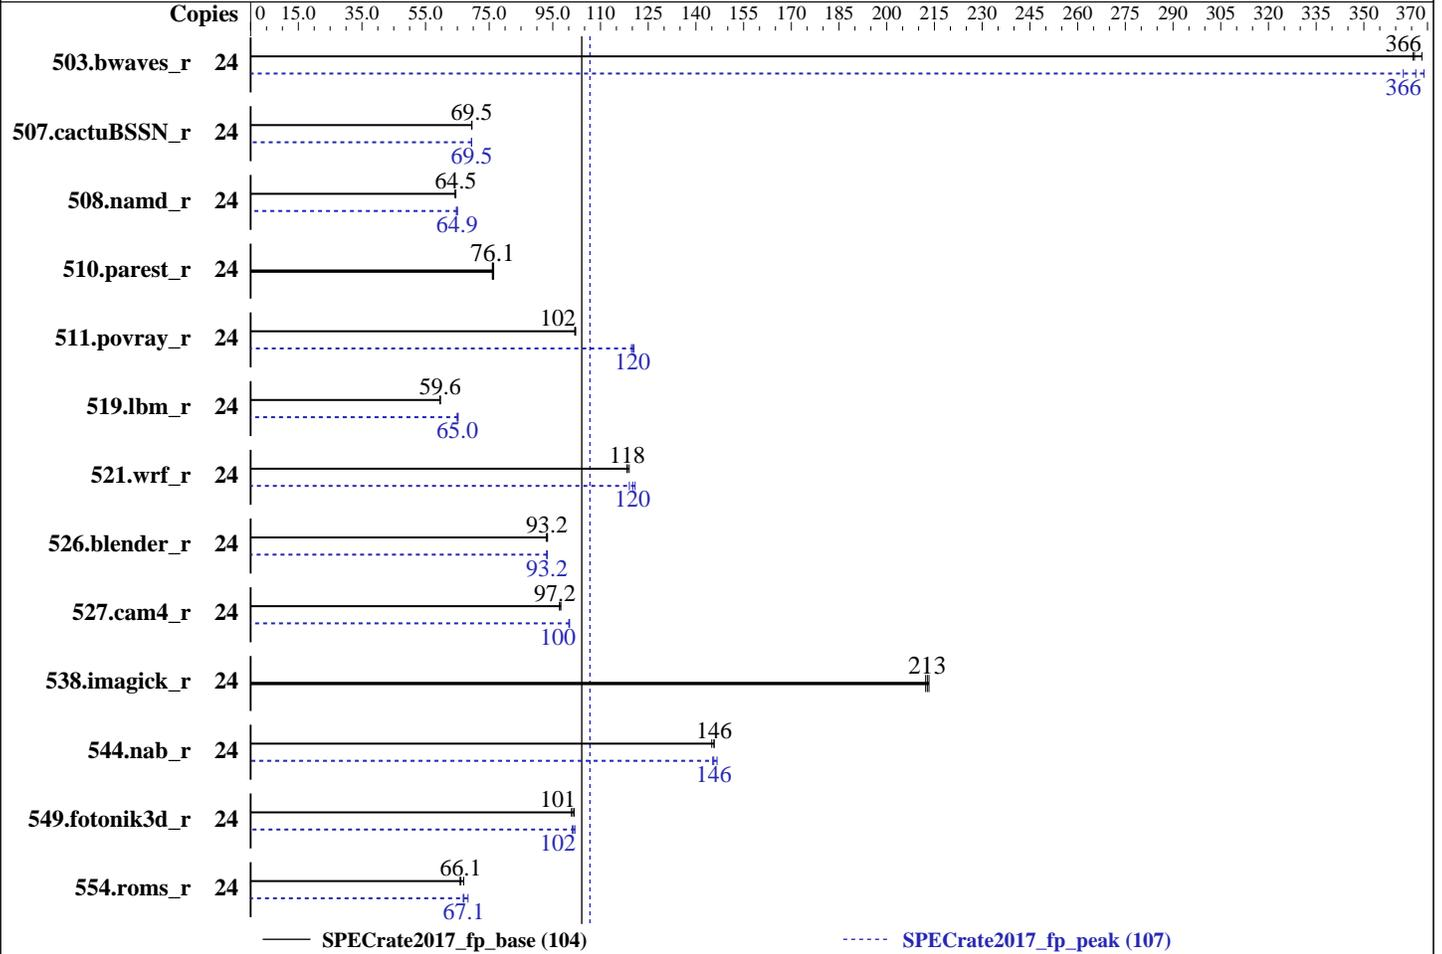 Copies 0 15.0 35.0 55.0 75.0 95.0 110 125 140 155 170 185 200 215 230 245 260 275 290 305 320 335 350 370
503.bwaves_r 24 366
366
507.cactuBSSN_r 24 69.5
69.5
508.namd_r 24 64.5
64.9
510.parest_r 24 76.1
511.povray_r 24 102
120
519.lbm_r 24 59.6
65.0
521.wrf_r 24 118
120
526.blender_r 24 93.2
93.2
527.cam4_r 24 97.2
100
538.imagick_r 24 213
544.nab_r 24 146
146
549.fotonik3d_r 24 101
102
554.roms_r 24 66.1
67.1
SPECrate2017_fp_base (104) SPECrate2017_fp_peak (107)